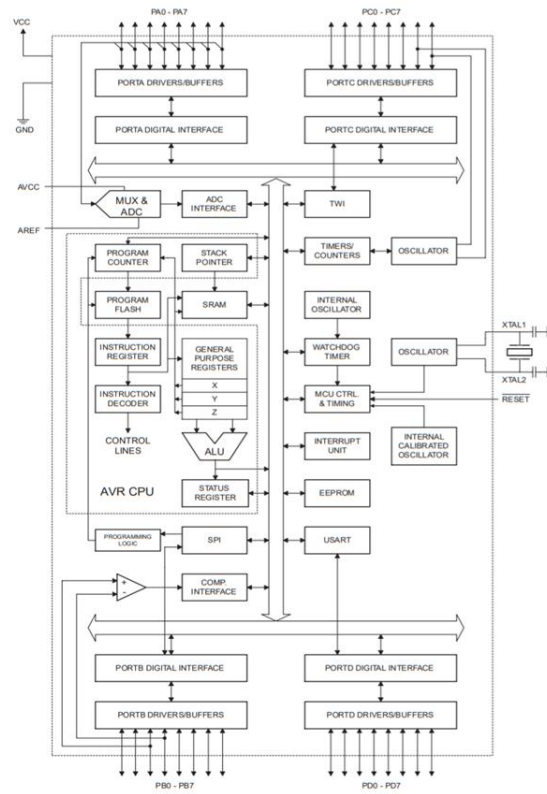 PA0 - PA7
PC0 - PC7
VCC
PORTA DRIVERS/BUFFERS
PORTC DRIVERS/BUFFERS
GND
PORTA DIGITAL INTERFACE
PORTC DIGITAL INTERFACE
AVCC
MUX &
ADC
ADC
INTERFACE
TWI
AREF
PROGRAM
COUNTER
STACK
POINTER
TIMERS/
COUNTERS
OSCILLATOR
PROGRAM
FLASH
SRAM
INTERNAL
OSCILLATOR
XTAL1
INSTRUCTION
REGISTER
GENERAL
PURPOSE
REGISTERS
WATCHDOG
TIMER
OSCILLATOR
X
XTAL2
INSTRUCTION
DECODER
Y
MCU CTRL.
& TIMING
RESET
Z
CONTROL
LINES
ALU
INTERRUPT
UNIT
INTERNAL
CALIBRATED
OSCILLATOR
AVR CPU
STATUS
REGISTER
EEPROM
PROGRAMMING
LOGIC
SPI
USART
+
-
COMP.
INTERFACE
PORTB DIGITAL INTERFACE
PORTD DIGITAL INTERFACE
PORTB DRIVERS/BUFFERS
PORTD DRIVERS/BUFFERS
PB0 - PB7
PD0 - PD7